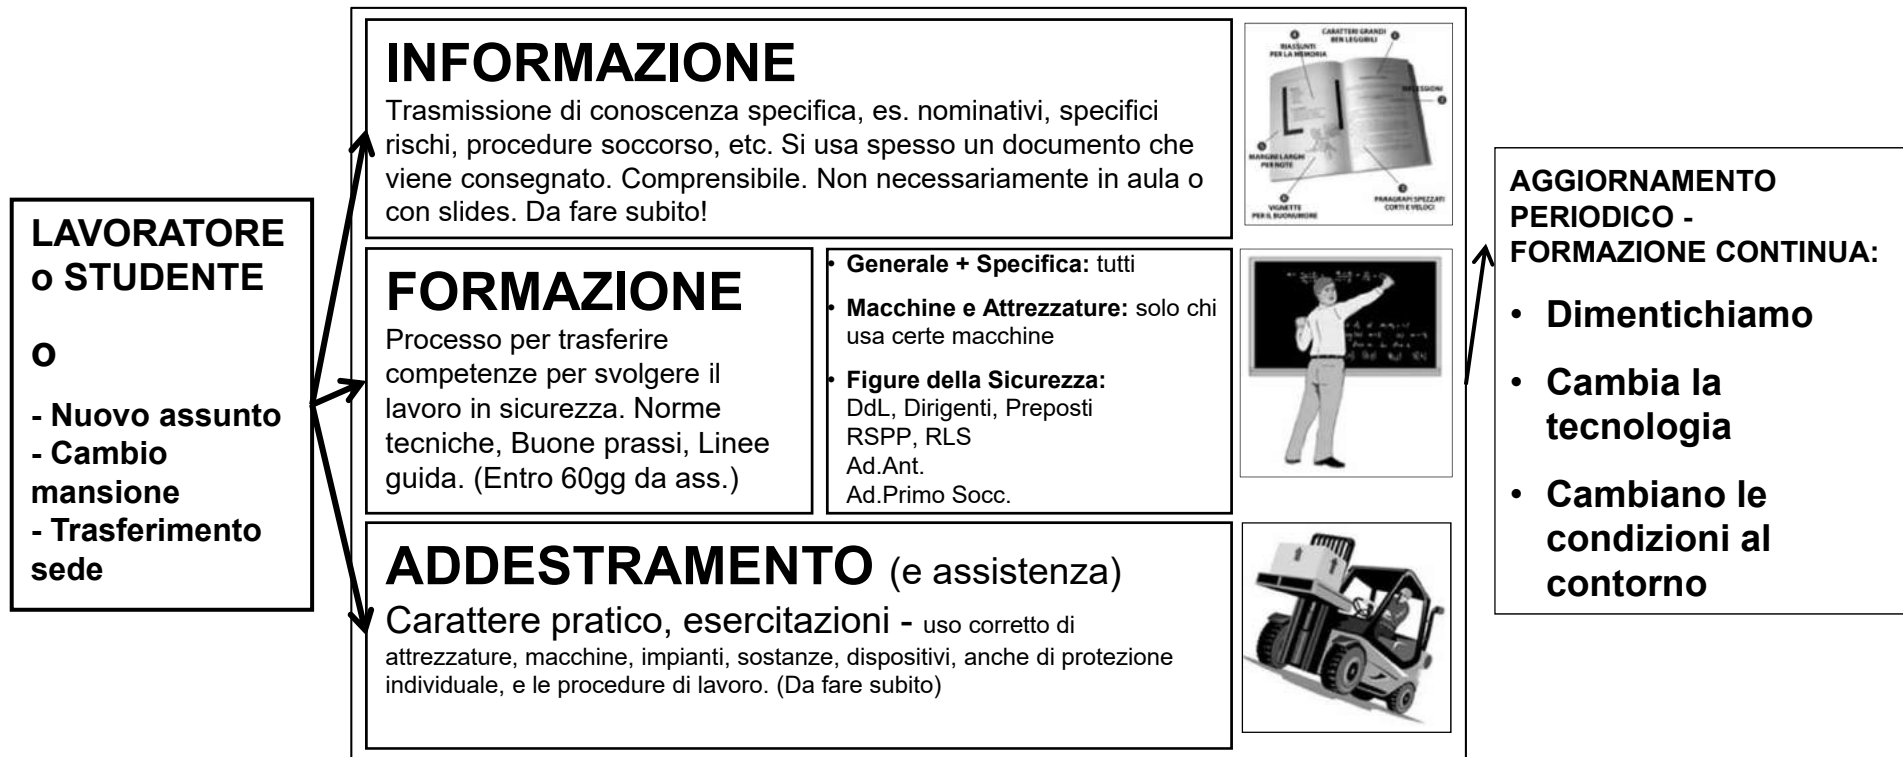 LAVORATORE
o STUDENTE
o
- Nuovo assunto
- Cambio
mansione
- Trasferimento
sede
INFORMAZIONE
Trasmissione di conoscenza specifica, es. nominativi, specifici
rischi, procedure soccorso, etc. Si usa spesso un documento che
viene consegnato. Comprensibile. Non necessariamente in aula o
con slides. Da fare subito!
CARATTERI GRANDI
BEN LEGGIBILI
RIASSUNTI
PER LA MEMORIA
MARGINI LARGHI
PER NOTE
VIGNETTE
PER IL BUONUMORE
PARAGRAFI SPEZZATI
CORTI E VELOCI
FORMAZIONE
Processo per trasferire
competenze per svolgere il
lavoro in sicurezza. Norme
tecniche, Buone prassi, Linee
guida. (Entro 60gg da ass.)
• Generale + Specifica: tutti
• Macchine e Attrezzature: solo chi
usa certe macchine
• Figure della Sicurezza:
DdL, Dirigenti, Preposti
RSPP, RLS
Ad.Ant.
Ad.Primo Socc.
ADDESTRAMENTO (e assistenza)
Carattere pratico, esercitazioni - uso corretto di
attrezzature, macchine, impianti, sostanze, dispositivi, anche di protezione
individuale, e le procedure di lavoro. (Da fare subito)
AGGIORNAMENTO
PERIODICO -
FORMAZIONE CONTINUA:
• Dimentichiamo
• Cambia la
tecnologia
• Cambiano le
condizioni al
contorno